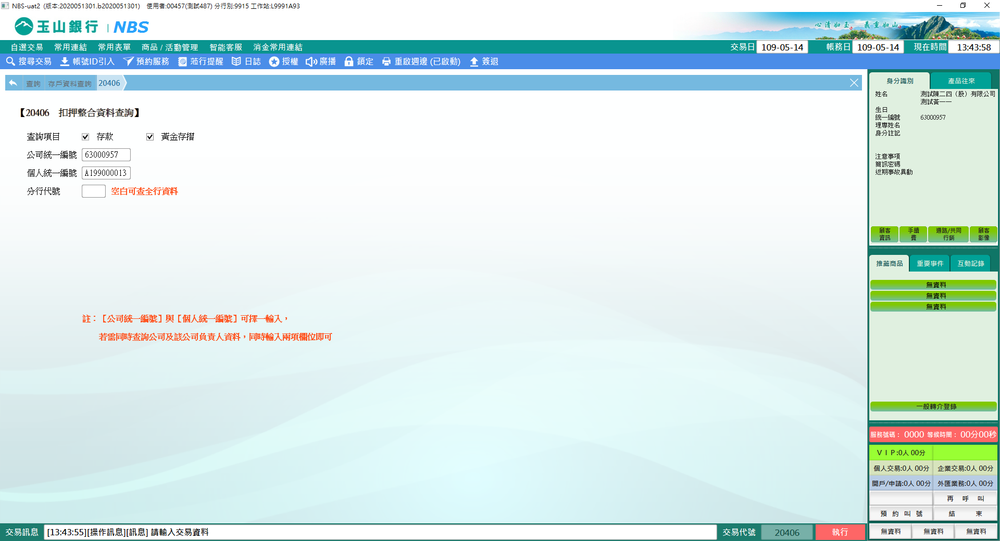 NBS-uat2 (版本:2020051301.b2020051301) 使用者:00457(測試487) 分行別:9915 工作站:L9991A93
玉山銀行 | NBS
心清如玉 義重如山
自選交易 常用連結 常用表單 商品 / 活動管理 智能客服 消金常用連結 交易日 109-05-14 帳務日 109-05-14 現在時間 13:43:58
搜尋交易 帳號ID引入 預約服務 蒞行提醒 日誌 授權 廣播 鎖定 重啟週邊 (已啟動) 簽退
查詢 存戶資料查詢 20406
【20406 扣押整合資料查詢】
查詢項目 存款 黃金存摺
公司統一編號 63000957
個人統一編號 A199000013
分行代號 空白可查全行資料
註：［公司統一編號］與［個人統一編號］可擇一輸入，
若需同時查詢公司及該公司負責人資料，同時輸入兩項欄位即可
身分識別 產品往來
姓名 測試陳二四（股）有限公司
測試黃一一
生日
統一編號 63000957
理專姓名
身分註記
注意事項
簡訊密碼
近期事故異動
顧客資訊 手續費 通路/共同行銷 顧客影像
推薦商品 重要事件 互動記錄
無資料
無資料
無資料
一般轉介登錄
服務號碼： 0000 等候時間： 00分00秒
ＶＩＰ:0人 00分
個人交易:0人 00分 企業交易:0人 00分
開戶/申請:0人 00分 外匯業務:0人 00分
再 呼 叫
預 約 叫 號 結 束
無資料 無資料 無資料
交易訊息 [13:43:55][操作訊息][訊息] 請輸入交易資料 交易代號 20406 執行